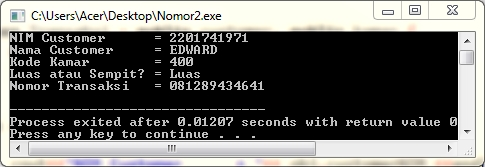 C:\Users\Acer\Desktop\Nomor2.exe
NIM Customer = 2201741971
Nama Customer = EDWARD
Kode Kamar = 400
Luas atau Sempit? = Luas
Nomor Transaksi = 081289434641
--------------------------------
Process exited after 0.01207 seconds with return value 0
Press any key to continue . . .